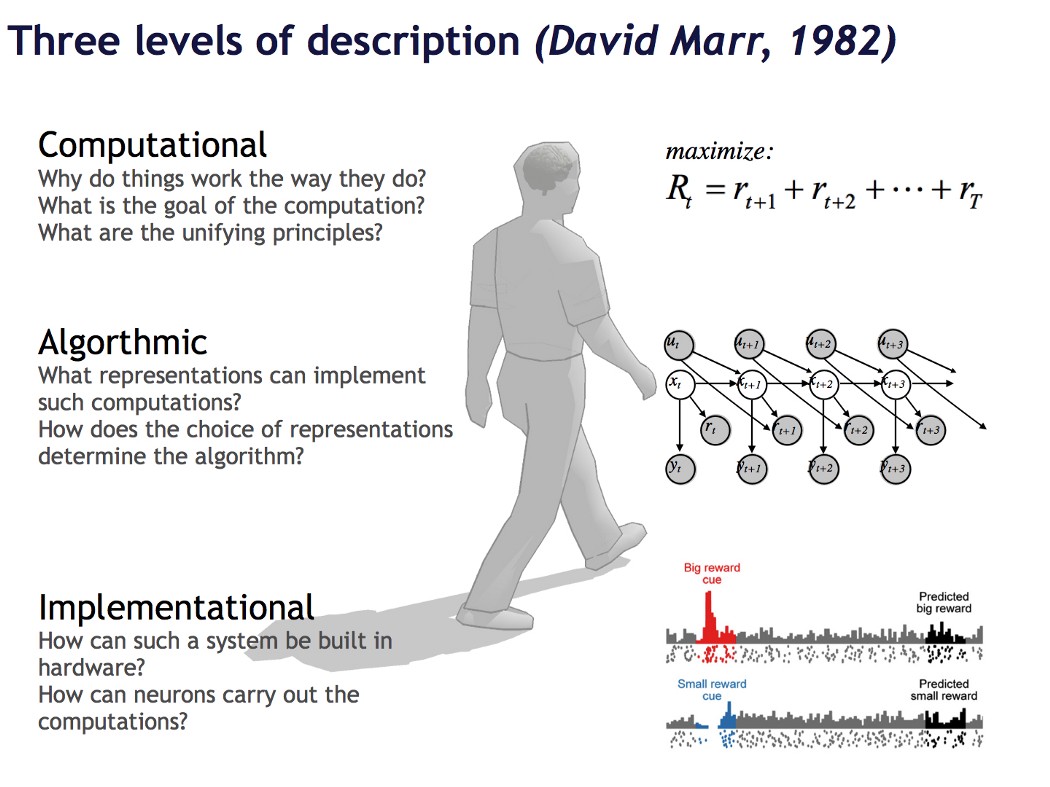 Three levels of description (David Marr, 1982)
Computational
Why do things work the way they do?
What is the goal of the computation?
What are the unifying principles?
maximize:
R_t = r_{t+1} + r_{t+2} + ··· + r_T
Algorthmic
What representations can implement
such computations?
How does the choice of representations
determine the algorithm?
u_t u_{t+1} u_{t+2} u_{t+3}
x_t x_{t+1} x_{t+2} x_{t+3}
r_t r_{t+1} r_{t+2} r_{t+3}
y_t y_{t+1} y_{t+2} y_{t+3}
Implementational
How can such a system be built in
hardware?
How can neurons carry out the
computations?
Big reward
cue
Predicted
big reward
Small reward
cue
Predicted
small reward